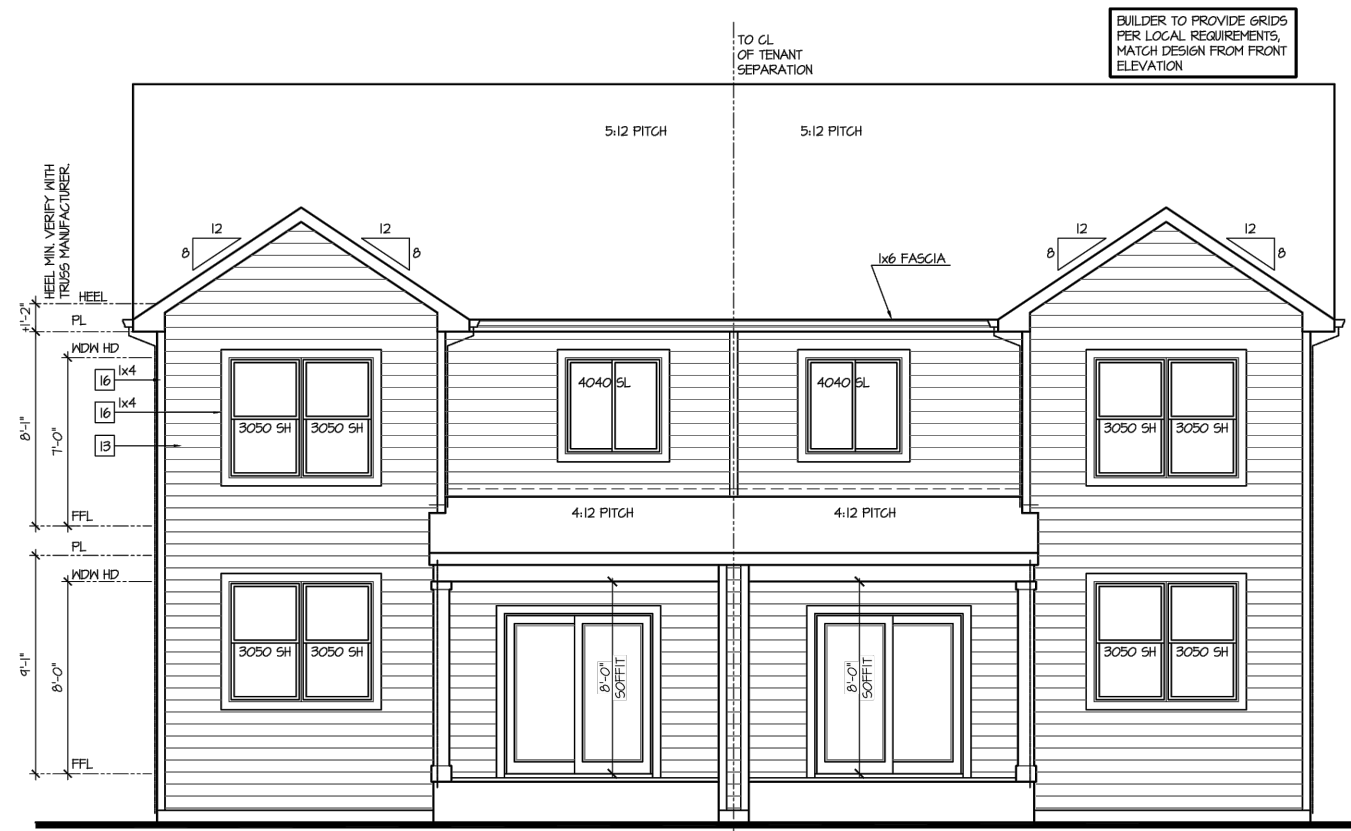 BUILDER TO PROVIDE GRIDS
PER LOCAL REQUIREMENTS,
MATCH DESIGN FROM FRONT
ELEVATION
TO CL
OF TENANT
SEPARATION
5:12 PITCH
5:12 PITCH
HEEL MIN. VERIFY WITH
TRUSS MANUFACTURER.
12
8
12
8
12
8
12
8
1x6 FASCIA
HEEL
+1'-2"
PL
WDW HD
16 1x4
16 1x4
13
8'-1"
7'-0"
4040 SL
4040 SL
3050 SH
3050 SH
3050 SH
3050 SH
FFL
4:12 PITCH
4:12 PITCH
PL
WDW HD
9'-1"
8'-0"
3050 SH
3050 SH
8'-0"
SOFFIT
8'-0"
SOFFIT
3050 SH
3050 SH
FFL